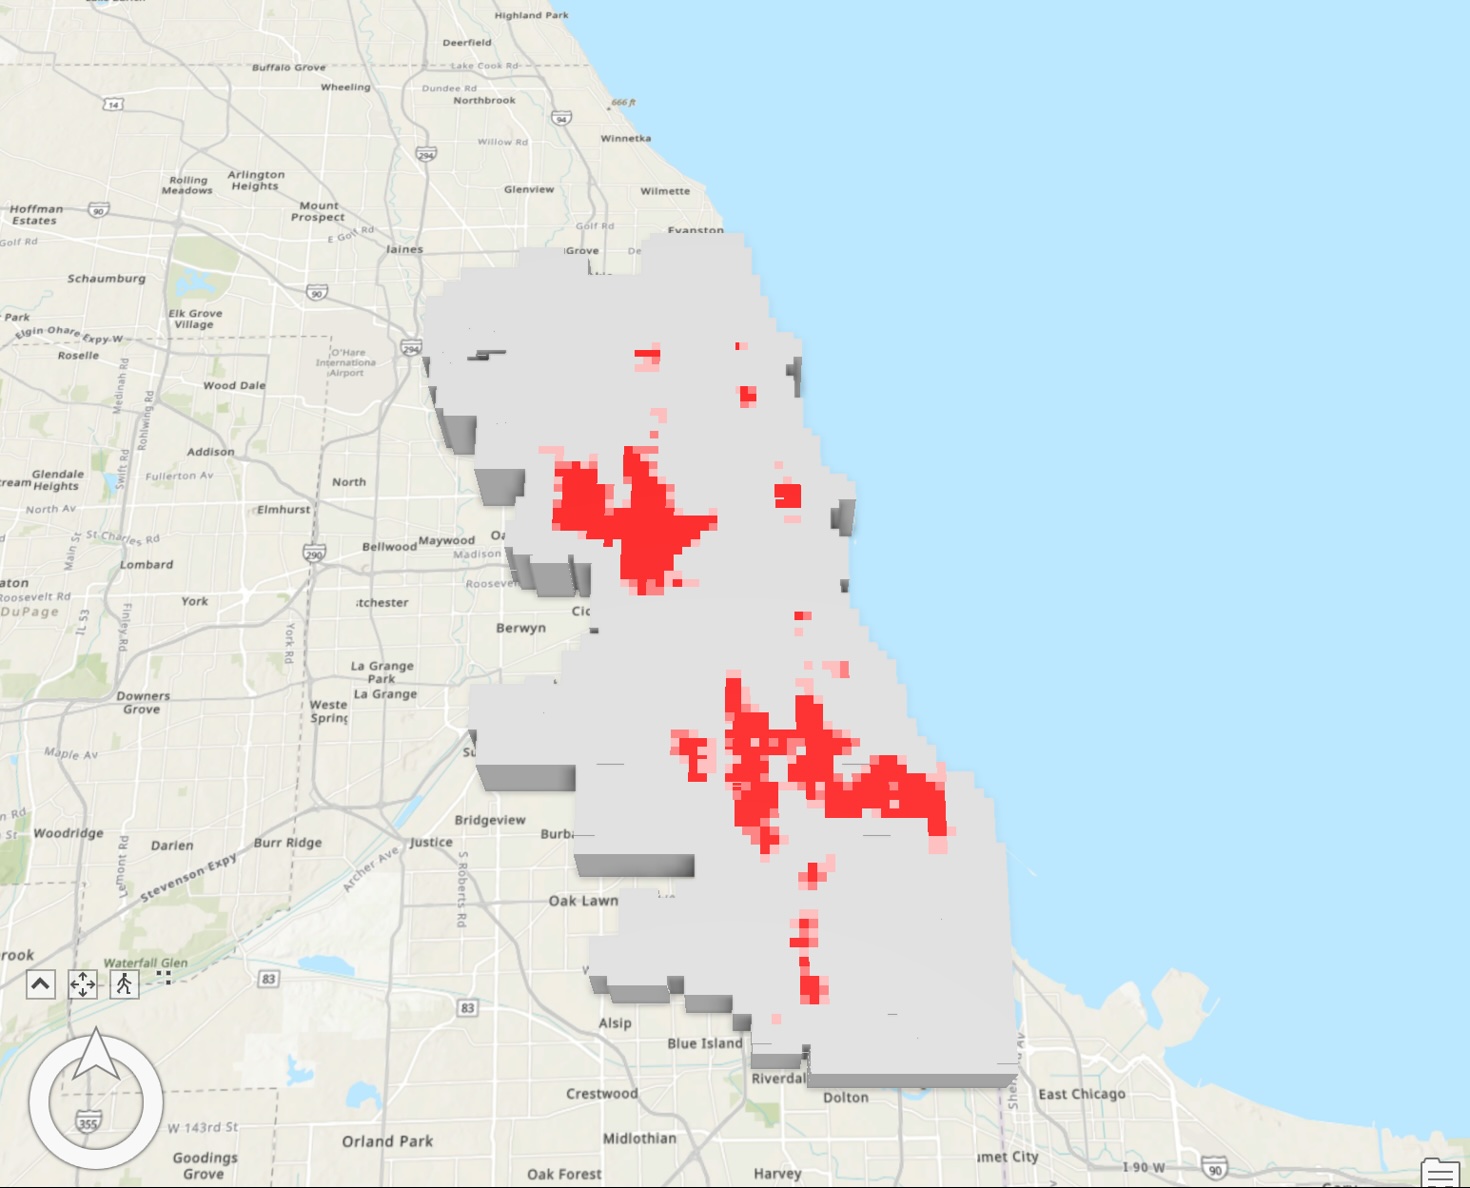 Highland Park
Deerfield
Lake Cook Rd
Buffalo Grove
Wheeling
Dundee Rd
Northbrook
666 ft
14
94
Winnetka
Willow Rd
294
Rolling
Meadows
Arlington
Heights
Glenview
Wilmette
Hoffman
Estates
90
Mount
Prospect
E Golf Rd
Golf Rd
Golf Rd
Evanston
laines
Grove
De
Schaumburg
90
Park
Elk Grove
Village
Elgin Ohare Expy W
Roselle
294
O'Hare
Internationa
Airport
Medinah Rd
Rohlwing Rd
Wood Dale
Addison
Swift Rd
Fullerton Av
Glendale
Heights
ream
North
North Av
Elmhurst
St Charles Rd
Main St
290
Bellwood
Maywood
Oa
Madison
Lombard
aton
Roosevelt Rd
DuPage
York
Roosevel
tchester
Cic
Berwyn
IL 53
Finley Rd
York Rd
La Grange
Park
La Grange
Downers
Grove
Weste
Spring
Maple Av
Su
Bridgeview
Burba
Woodridge
Darien
Burr Ridge
Justice
Lemont Rd
Stevenson Expy
Archer Ave
S Roberts Rd
Oak Lawn
rook
Waterfall Glen
83
83
Alsip
Blue Island
Riverdal
Dolton
East Chicago
Crestwood
355
W 143rd St
Orland Park
Midlothian
Goodings
Grove
Oak Forest
Harvey
umet City
I 90 W
90